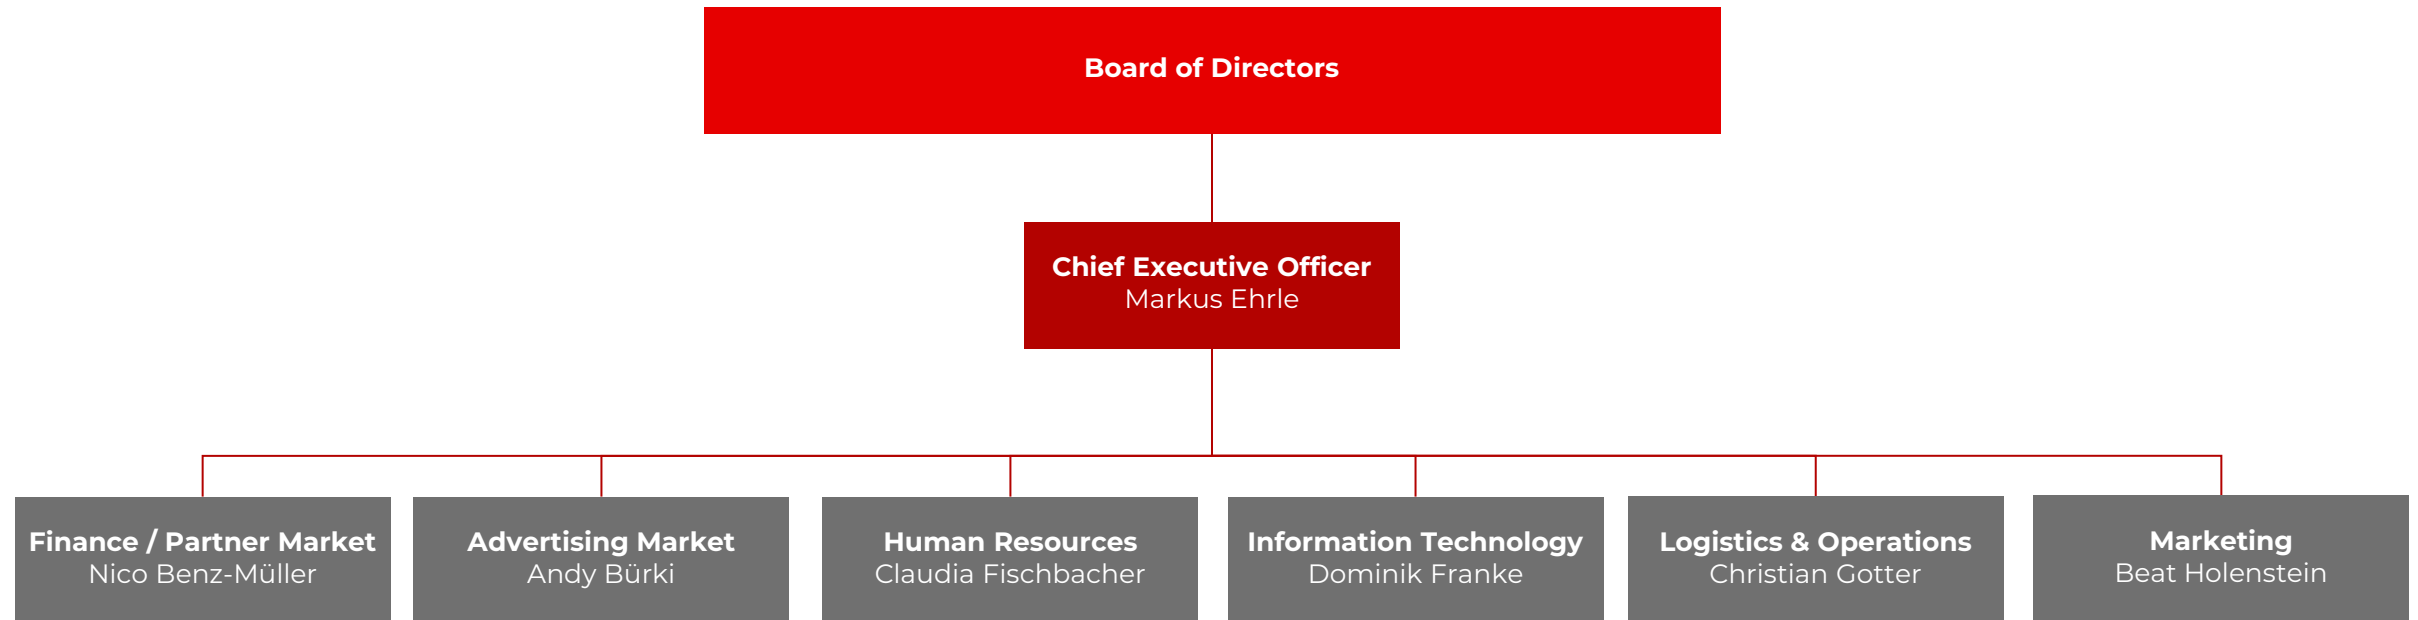 Board of Directors
Chief Executive Officer
Markus Ehrle
Finance / Partner Market
Nico Benz-Müller
Advertising Market
Andy Bürki
Human Resources
Claudia Fischbacher
Information Technology
Dominik Franke
Logistics & Operations
Christian Gotter
Marketing
Beat Holenstein